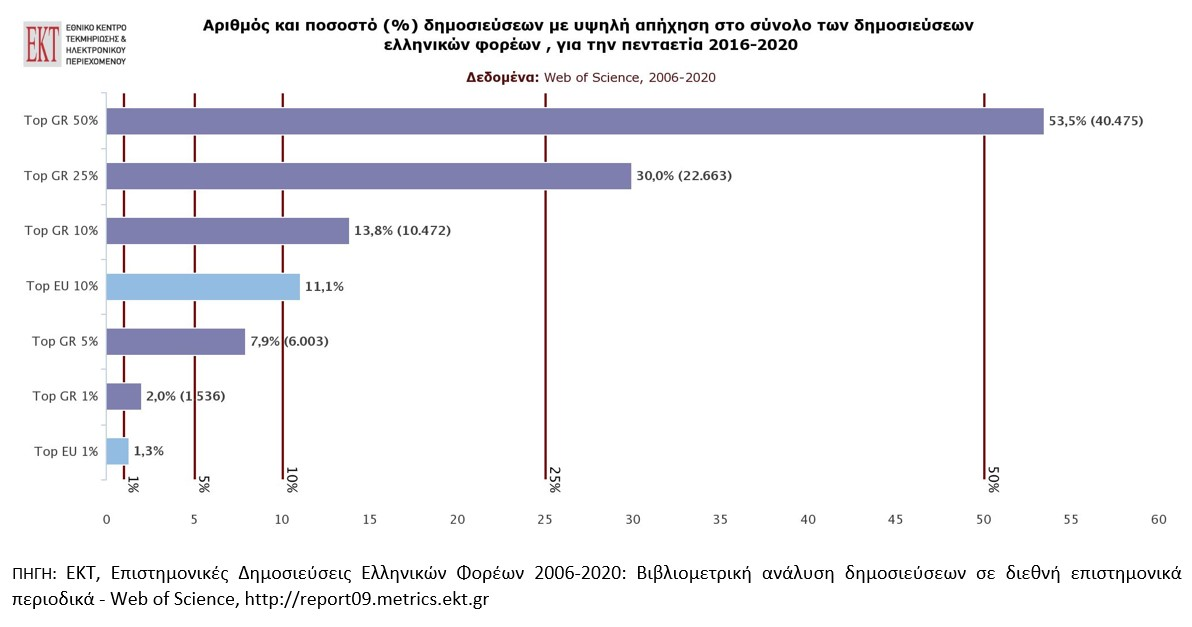 ΕΚΤ
ΕΘΝΙΚΟ ΚΕΝΤΡΟ
ΤΕΚΜΗΡΙΩΣΗΣ &
ΗΛΕΚΤΡΟΝΙΚΟΥ
ΠΕΡΙΕΧΟΜΕΝΟΥ
Αριθμός και ποσοστό (%) δημοσιεύσεων με υψηλή απήχηση στο σύνολο των δημοσιεύσεων
ελληνικών φορέων , για την πενταετία 2016-2020
Δεδομένα: Web of Science, 2006-2020
Top GR 50% 53,5% (40.475)
Top GR 25% 30,0% (22.663)
Top GR 10% 13,8% (10.472)
Top EU 10% 11,1%
Top GR 5% 7,9% (6.003)
Top GR 1% 2,0% (1.536)
Top EU 1% 1,3%
1% 5% 10% 25% 50%
0 5 10 15 20 25 30 35 40 45 50 55 60
ΠΗΓΗ: ΕΚΤ, Επιστημονικές Δημοσιεύσεις Ελληνικών Φορέων 2006-2020: Βιβλιομετρική ανάλυση δημοσιεύσεων σε διεθνή επιστημονικά
περιοδικά - Web of Science, http://report09.metrics.ekt.gr